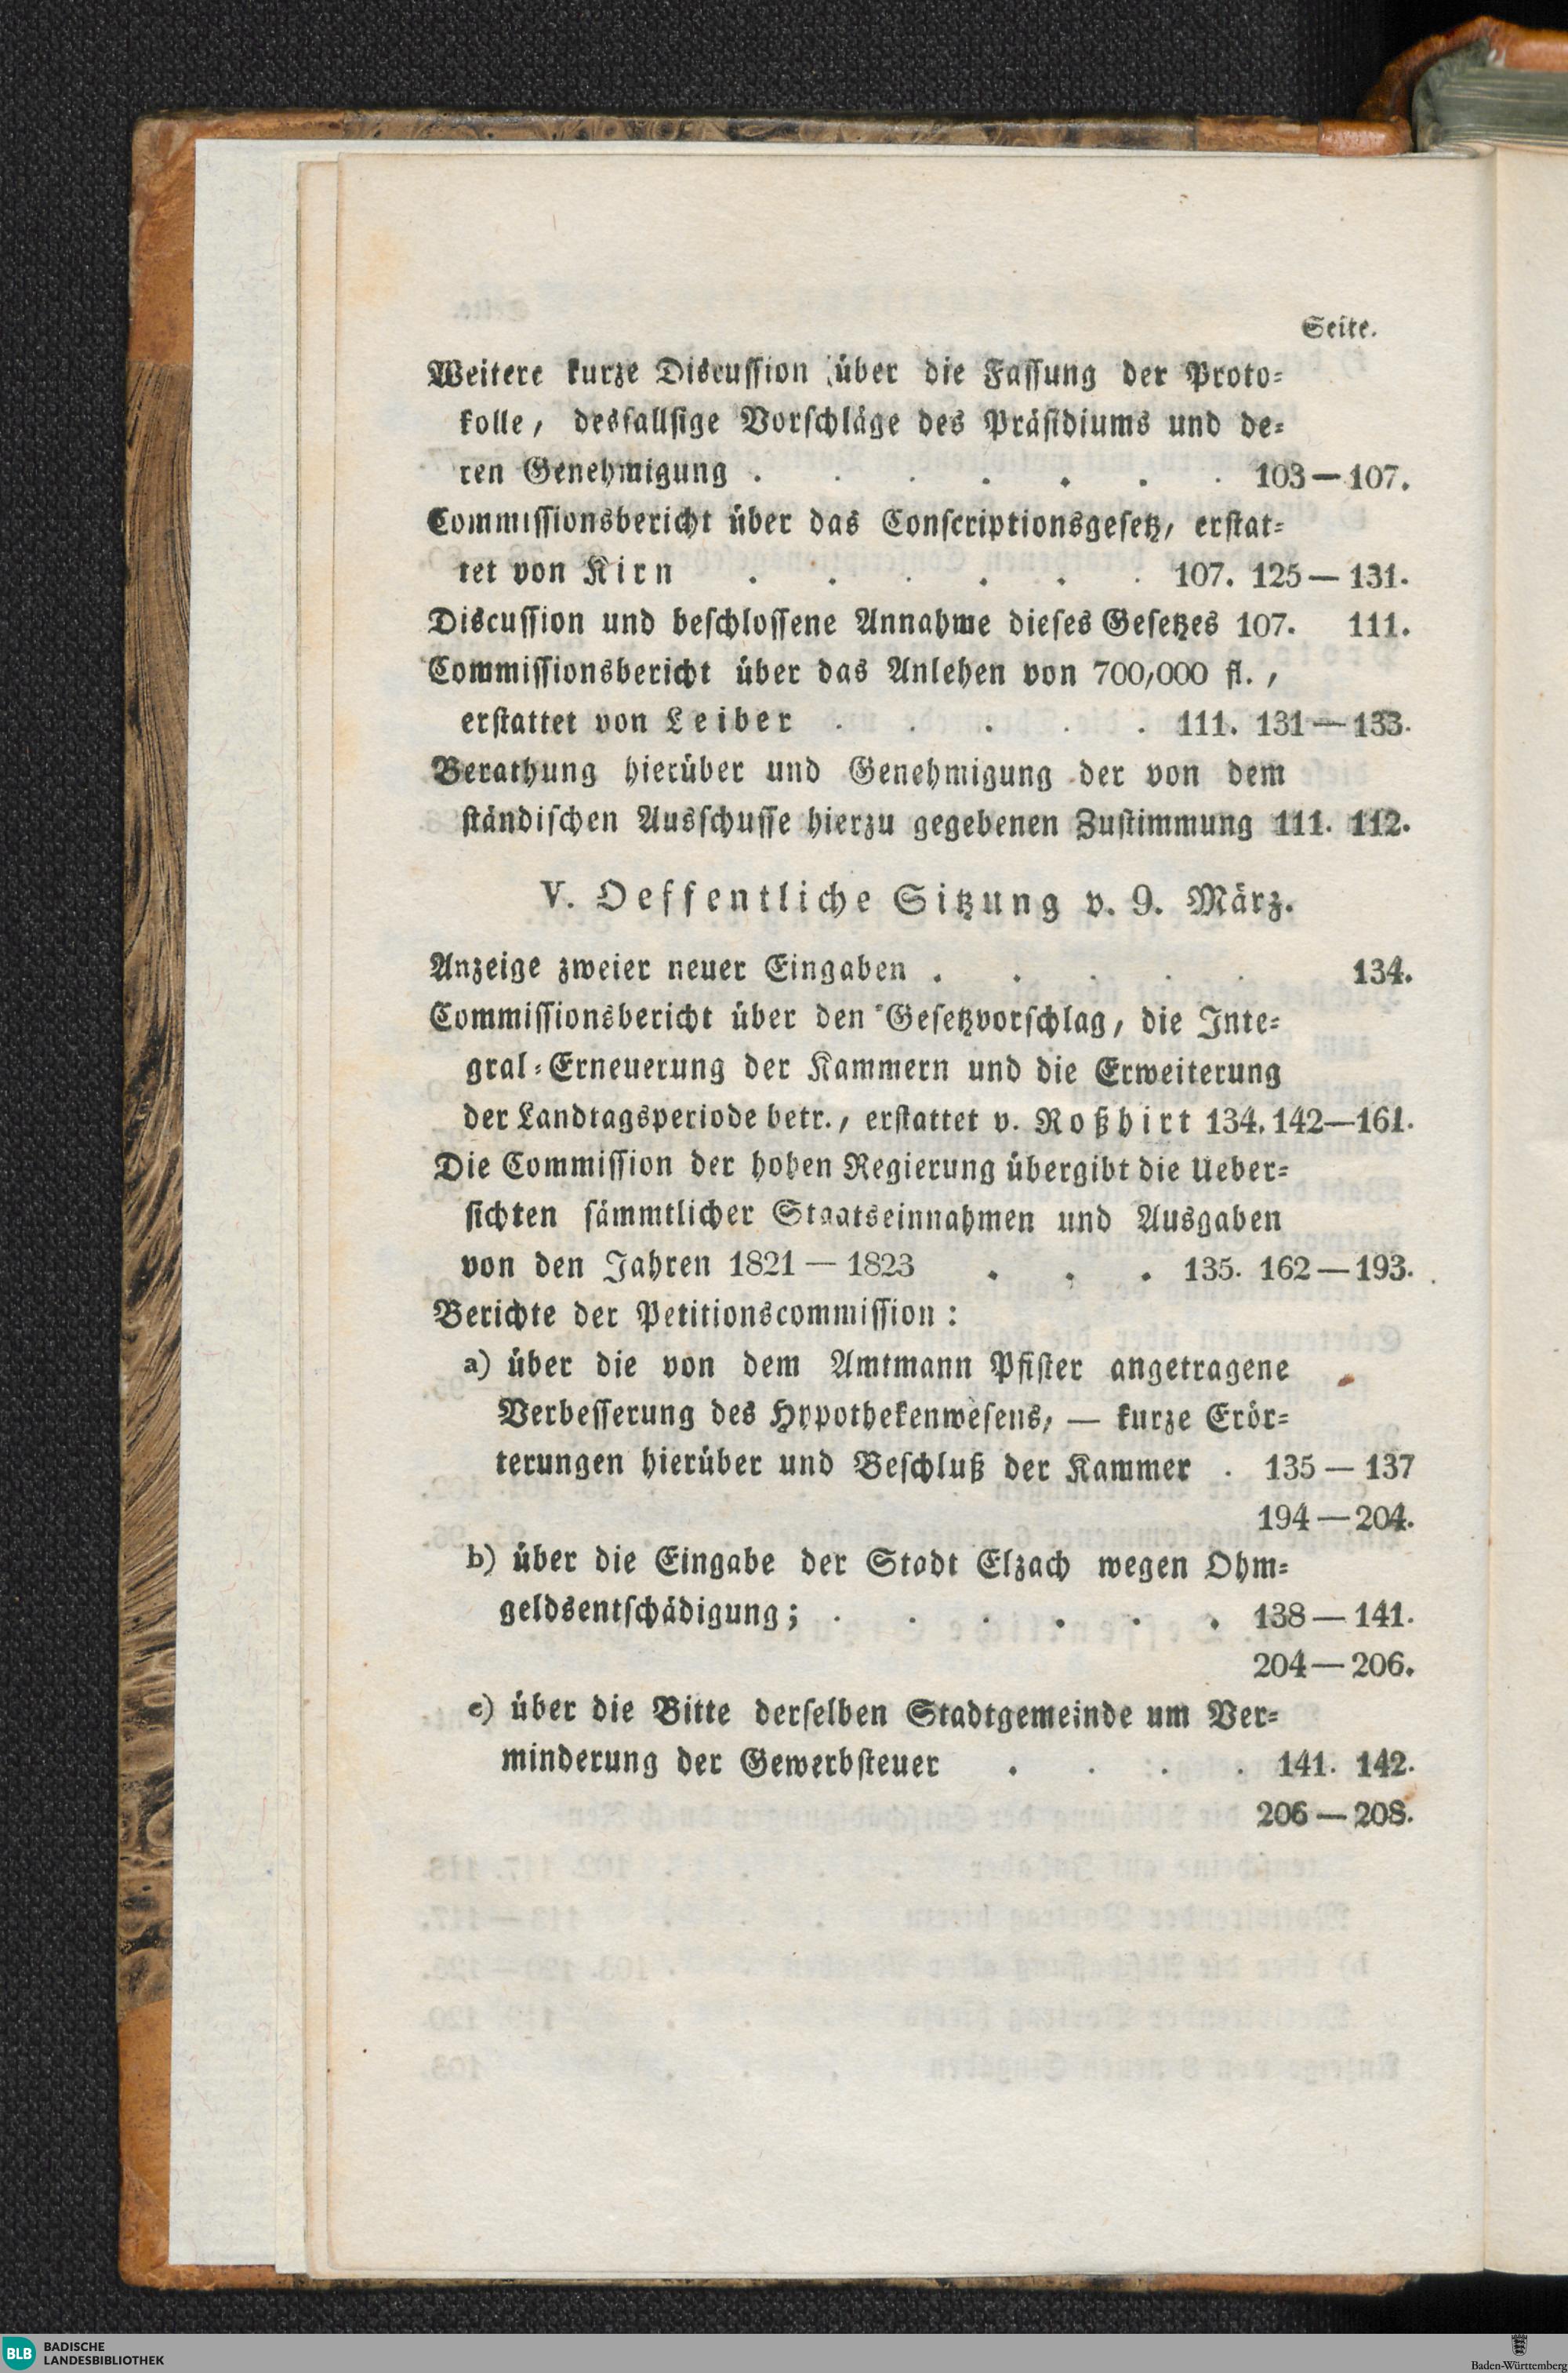 Seite.
Weitere kurze Discussion über die Fassung der Proto-
kolle, desfallsige Vorschläge des Präsidiums und de-
ren Genehmigung . . . . . . . 103 — 107.
Commissionsbericht über das Conscriptionsgesetz, erstat-
tet von Kirn . . . . . . 107. 125 — 131.
Discussion und beschlossene Annahme dieses Gesetzes 107. 111.
Commissionsbericht über das Anlehen von 700,000 fl.,
erstattet von Leiber . . . . . 111. 131 — 133.
Berathung hierüber und Genehmigung der von dem
ständischen Ausschusse hierzu gegebenen Zustimmung 111. 112.
V. Oeffentliche Sitzung v. 9. März.
Anzeige zweier neuer Eingaben . . . . . 134.
Commissionsbericht über den Gesetzvorschlag, die Inte-
gral-Erneuerung der Kammern und die Erweiterung
der Landtagsperiode betr., erstattet v. Roßhirt 134. 142—161.
Die Commission der hohen Regierung übergibt die Ueber-
sichten sämmtlicher Staatseinnahmen und Ausgaben
von den Jahren 1821 — 1823 . . . 135. 162 — 193.
Berichte der Petitionscommission:
a) über die von dem Amtmann Pfister angetragene
Verbesserung des Hypothekenwesens, — kurze Erör-
terungen hierüber und Beschluß der Kammer . 135 — 137
194 — 204.
b) über die Eingabe der Stadt Elzach wegen Ohm-
geldsentschädigung; . . . . . . 138 — 141.
204 — 206.
c) über die Bitte derselben Stadtgemeinde um Ver-
minderung der Gewerbsteuer . . . . 141. 142.
206 — 208.
BLB BADISCHE
LANDESBIBLIOTHEK
Baden-Württemberg